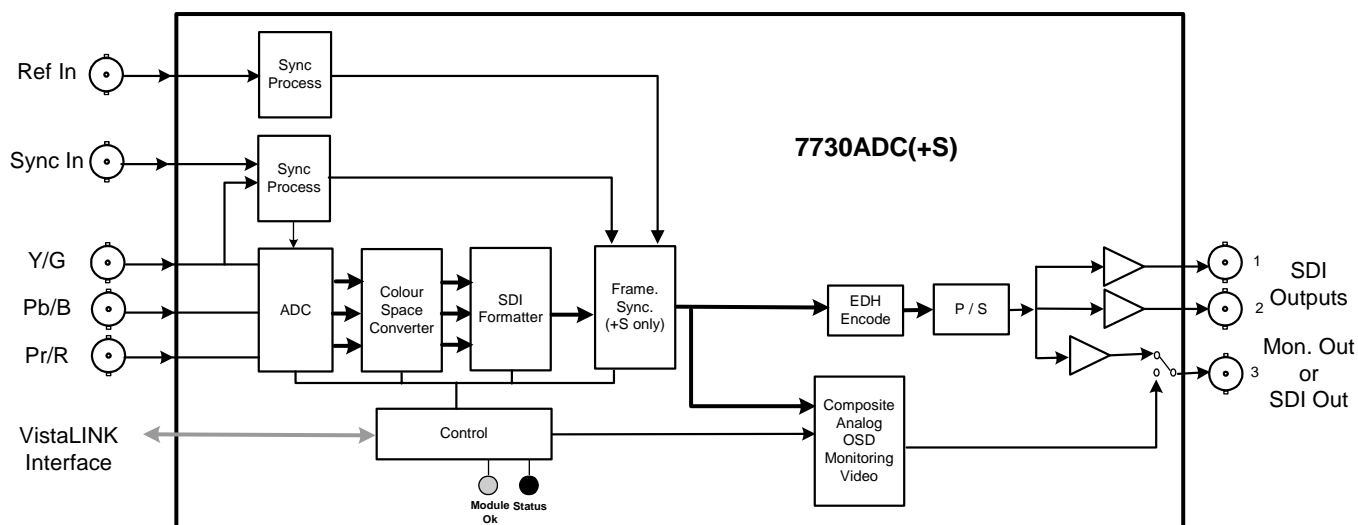 Ref In
Sync
Process
7730ADC(+S)
Sync In
Sync
Process
Y/G
Pb/B
Pr/R
ADC
Colour
Space
Converter
SDI
Formatter
Frame.
Sync.
(+S only)
EDH
Encode
P / S
1
2
3
SDI
Outputs
Mon. Out
or
SDI Out
Composite
Analog
OSD
Monitoring
Video
VistaLINK
Interface
Control
Module
Ok
Status